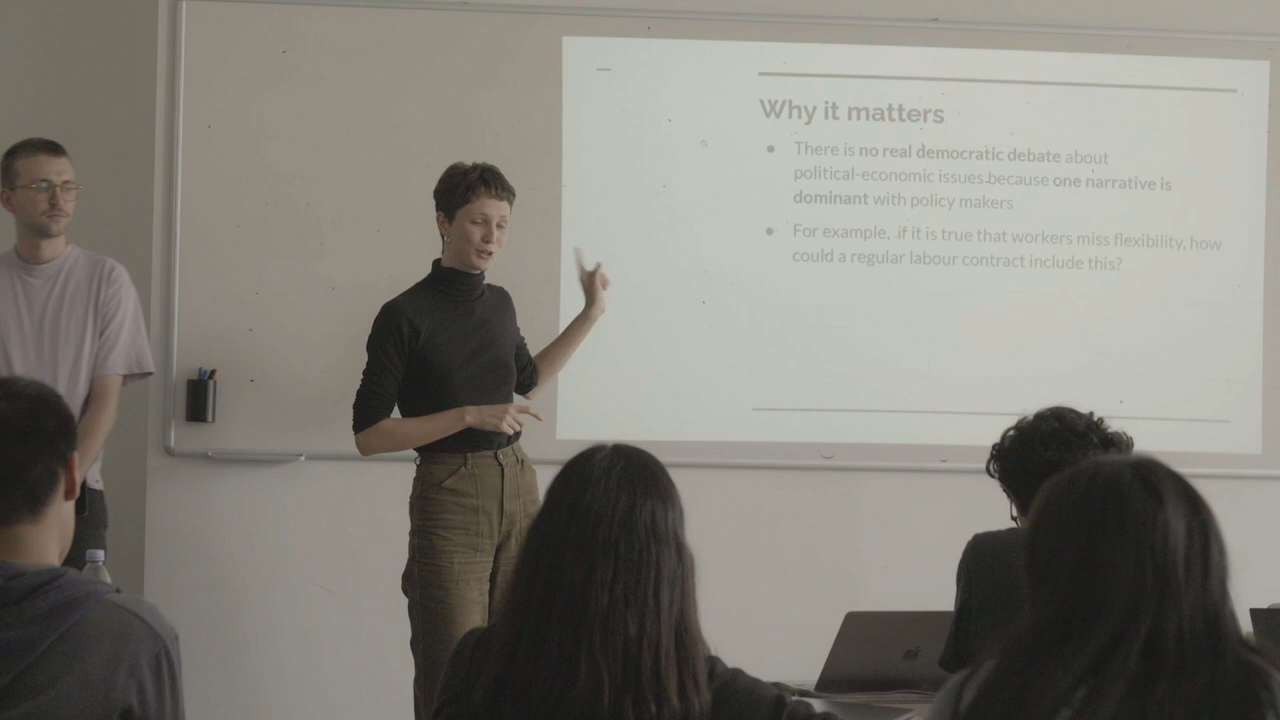 Why it matters
There is no real democratic debate about
political-economic issues because one narrative is
dominant with policy makers
For example, if it is true that workers miss flexibility, how
could a regular labour contract include this?